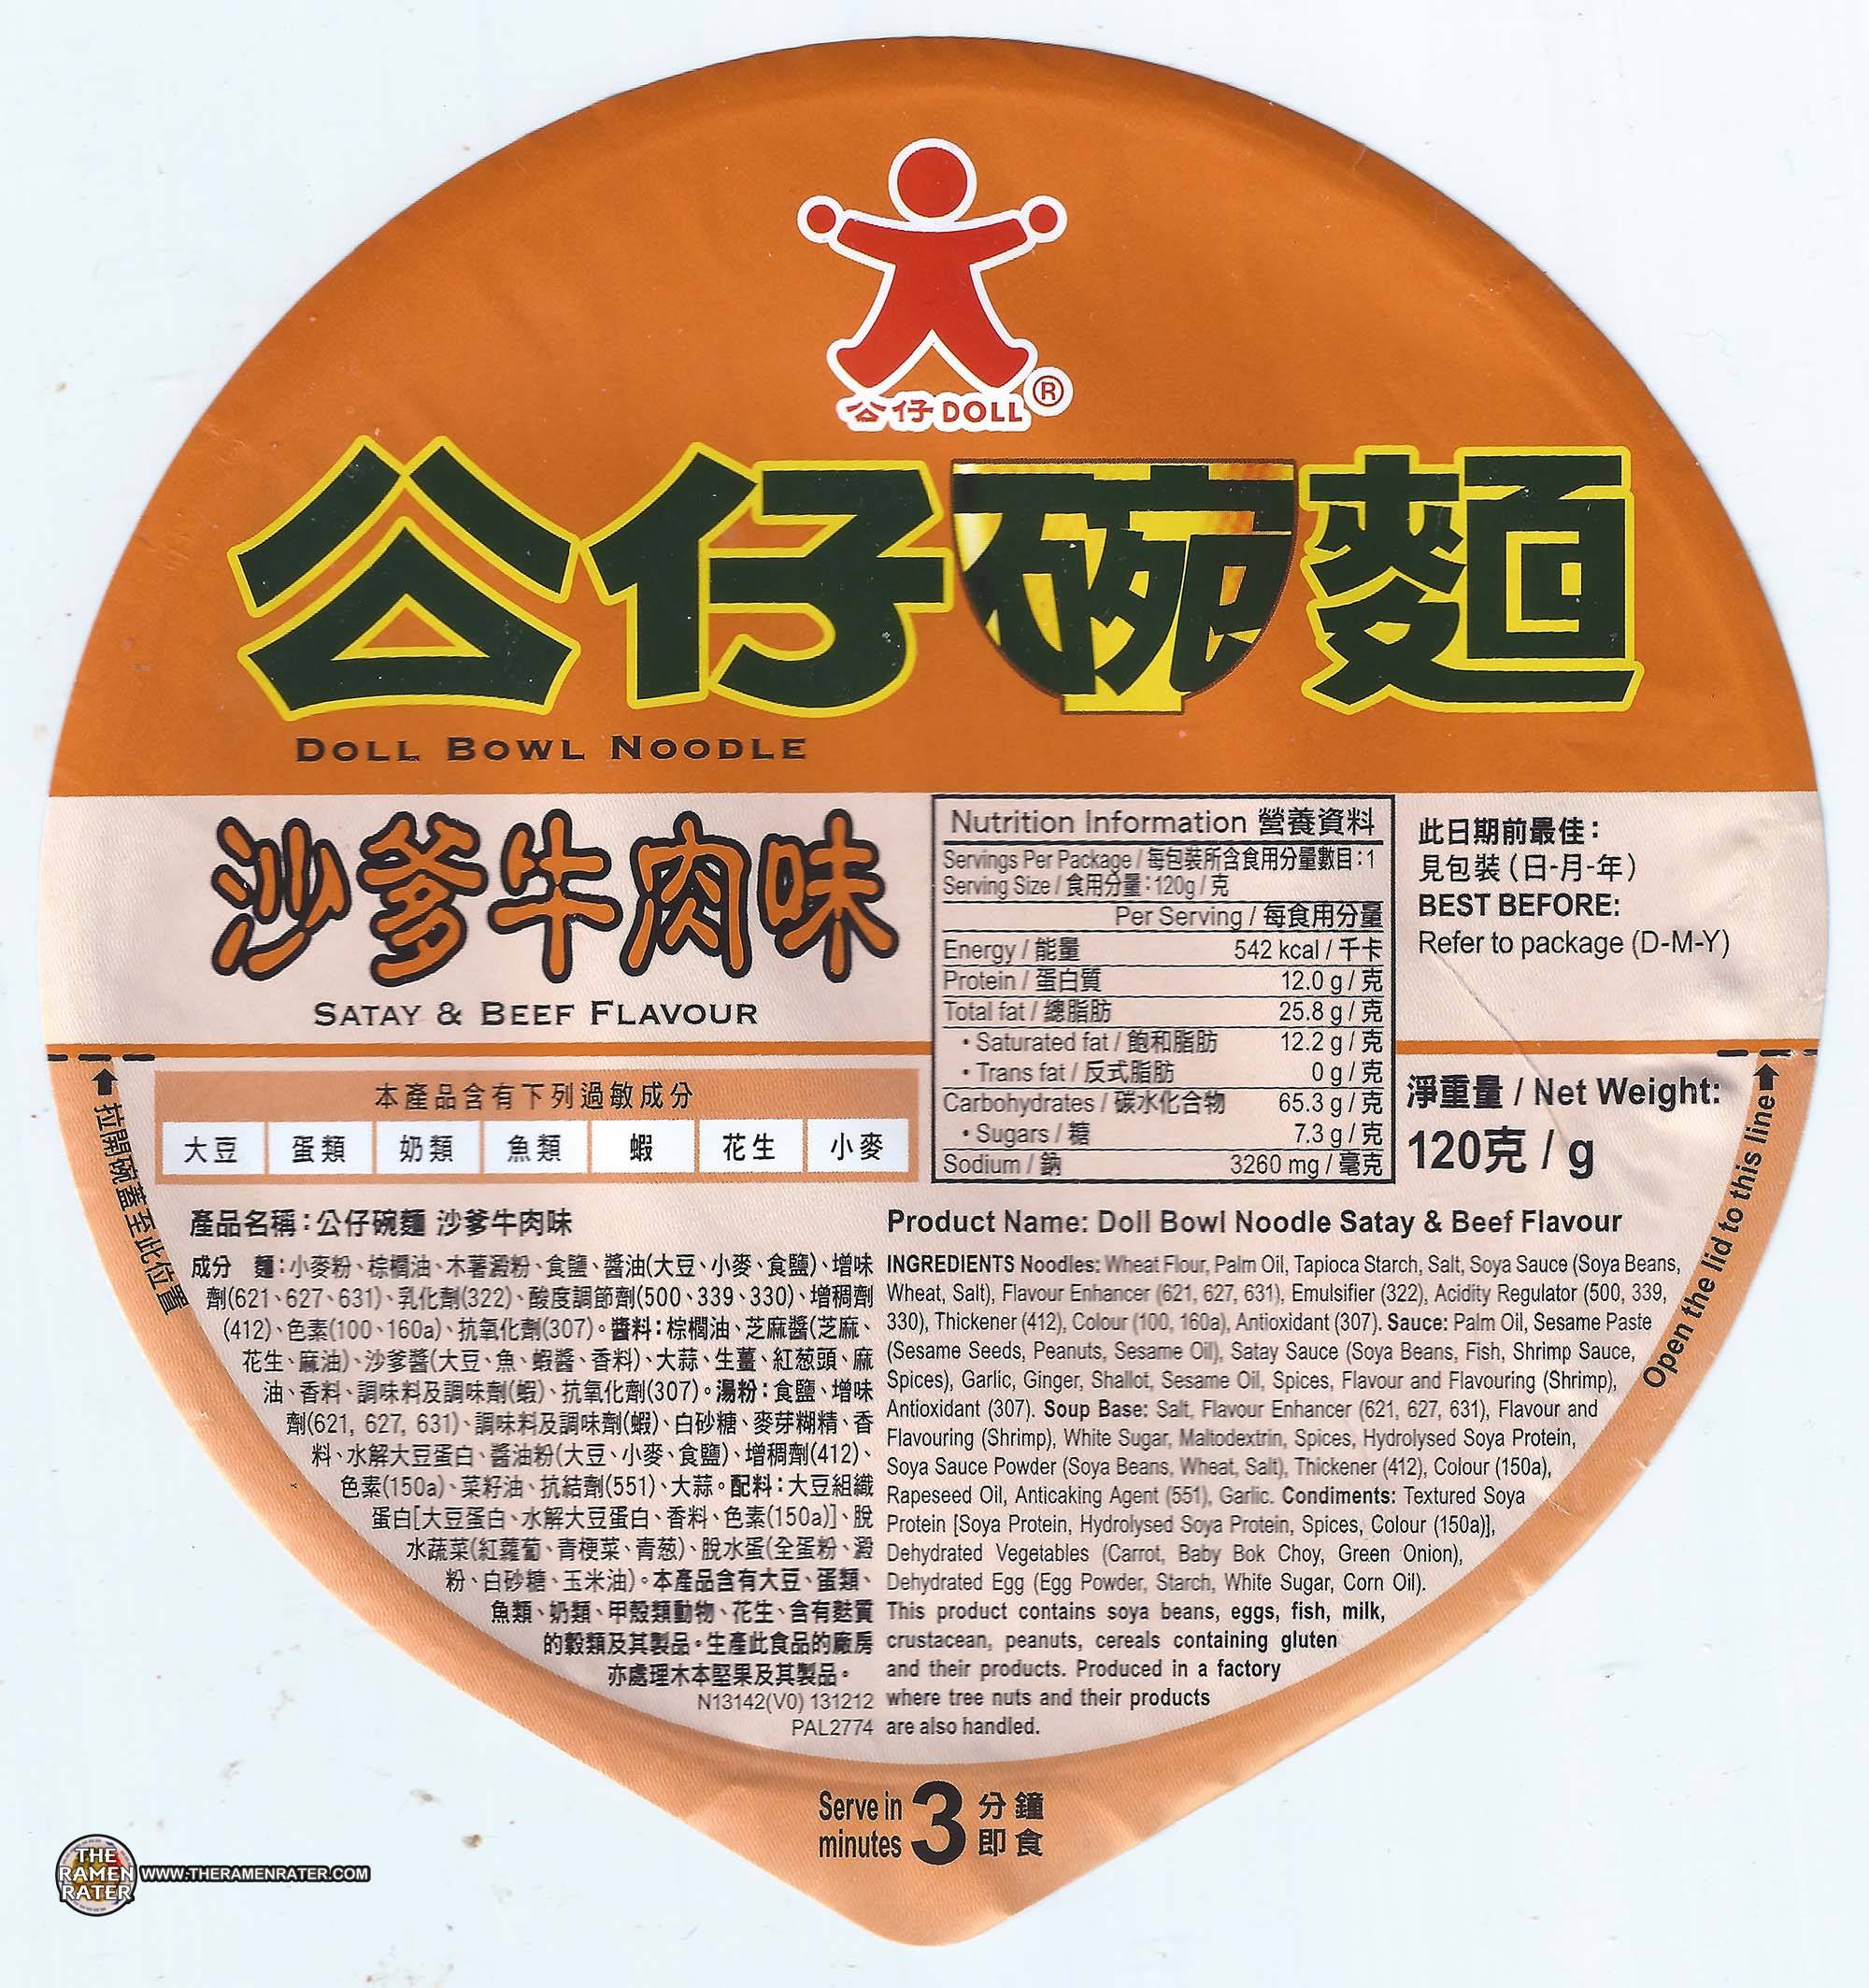 公仔DOLL®
公仔碗麵
DOLL BOWL NOODLE
沙爹牛肉味
SATAY & BEEF FLAVOUR
Nutrition Information 營養資料
Servings Per Package / 每包裝所含食用分量數目:1
Serving Size / 食用分量:120g / 克
Per Serving / 每食用分量
Energy / 能量 542 kcal / 千卡
Protein / 蛋白質 12.0 g / 克
Total fat / 總脂肪 25.8 g / 克
• Saturated fat / 飽和脂肪 12.2 g / 克
• Trans fat / 反式脂肪 0 g / 克
Carbohydrates / 碳水化合物 65.3 g / 克
• Sugars / 糖 7.3 g / 克
Sodium / 鈉 3260 mg / 毫克
此日期前最佳:
見包裝(日-月-年)
BEST BEFORE:
Refer to package (D-M-Y)
淨重量 / Net Weight:
120克 / g
本產品含有下列過敏成分
大豆 蛋類 奶類 魚類 蝦 花生 小麥
拉開碗蓋至此位置
Open the lid to this line
產品名稱:公仔碗麵 沙爹牛肉味
成分 麵:小麥粉、棕櫚油、木薯澱粉、食鹽、醬油(大豆、小麥、食鹽)、增味
劑(621、627、631)、乳化劑(322)、酸度調節劑(500、339、330)、增稠劑
(412)、色素(100、160a)、抗氧化劑(307)。醬料:棕櫚油、芝麻醬(芝麻、
花生、麻油)、沙爹醬(大豆、魚、蝦醬、香料)、大蒜、生薑、紅葱頭、麻
油、香料、調味料及調味劑(蝦)、抗氧化劑(307)。湯粉:食鹽、增味
劑(621, 627, 631)、調味料及調味劑(蝦)、白砂糖、麥芽糊精、香
料、水解大豆蛋白、醬油粉(大豆、小麥、食鹽)、增稠劑(412)、
色素(150a)、菜籽油、抗結劑(551)、大蒜。配料:大豆組織
蛋白[大豆蛋白、水解大豆蛋白、香料、色素(150a)]、脫
水蔬菜(紅蘿蔔、青梗菜、青葱)、脫水蛋(全蛋粉、澱
粉、白砂糖、玉米油)。本產品含有大豆、蛋類、
魚類、奶類、甲殼類動物、花生、含有麩質
的穀類及其製品。生產此食品的廠房
亦處理木本堅果及其製品。
N13142(V0) 131212
PAL2774
Product Name: Doll Bowl Noodle Satay & Beef Flavour
INGREDIENTS Noodles: Wheat Flour, Palm Oil, Tapioca Starch, Salt, Soya Sauce (Soya Beans,
Wheat, Salt), Flavour Enhancer (621, 627, 631), Emulsifier (322), Acidity Regulator (500, 339,
330), Thickener (412), Colour (100, 160a), Antioxidant (307). Sauce: Palm Oil, Sesame Paste
(Sesame Seeds, Peanuts, Sesame Oil), Satay Sauce (Soya Beans, Fish, Shrimp Sauce,
Spices), Garlic, Ginger, Shallot, Sesame Oil, Spices, Flavour and Flavouring (Shrimp),
Antioxidant (307). Soup Base: Salt, Flavour Enhancer (621, 627, 631), Flavour and
Flavouring (Shrimp), White Sugar, Maltodextrin, Spices, Hydrolysed Soya Protein,
Soya Sauce Powder (Soya Beans, Wheat, Salt), Thickener (412), Colour (150a),
Rapeseed Oil, Anticaking Agent (551), Garlic. Condiments: Textured Soya
Protein [Soya Protein, Hydrolysed Soya Protein, Spices, Colour (150a)],
Dehydrated Vegetables (Carrot, Baby Bok Choy, Green Onion),
Dehydrated Egg (Egg Powder, Starch, White Sugar, Corn Oil).
This product contains soya beans, eggs, fish, milk,
crustacean, peanuts, cereals containing gluten
and their products. Produced in a factory
where tree nuts and their products
are also handled.
Serve in 3 分鐘
minutes 即食
THE
RAMEN
RATER
WWW.THERAMENRATER.COM